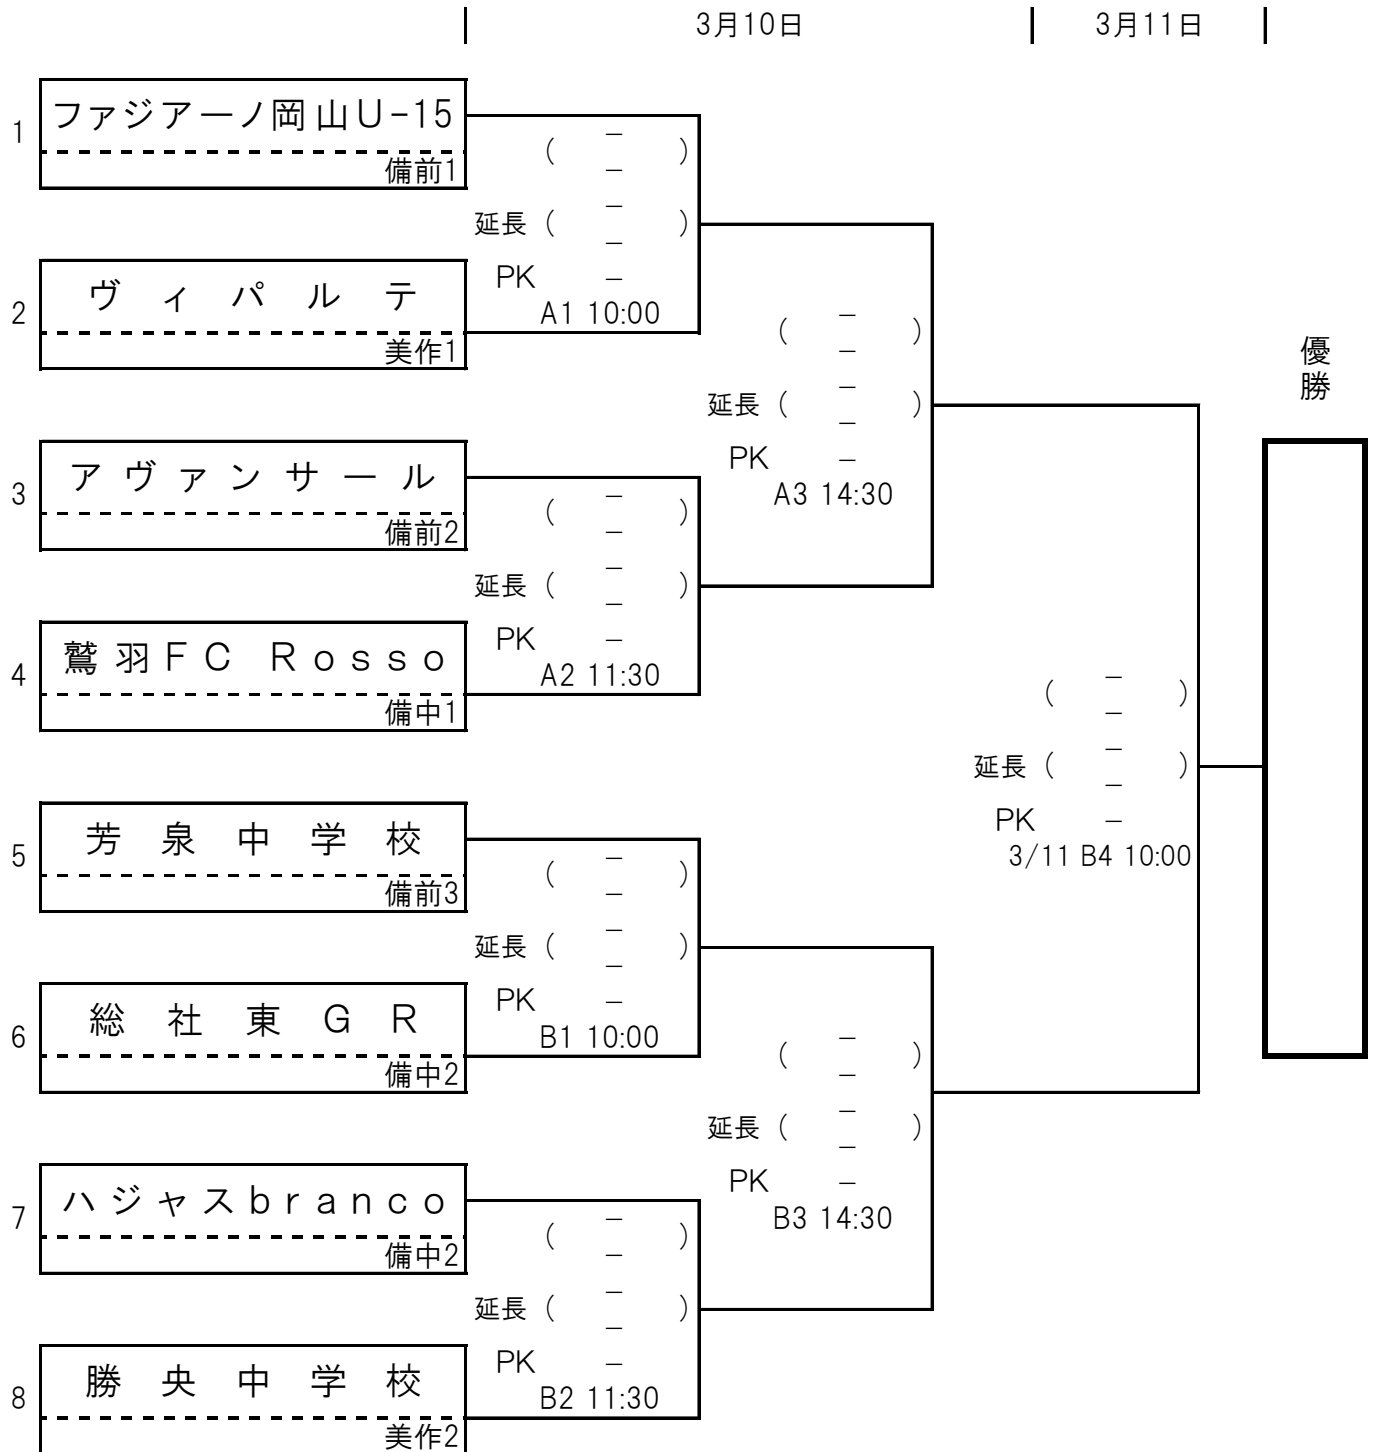 3月10日 3月11日
1 ファジアーノ岡山U-15
備前1
( － － )
延長 ( － － )
PK －
A1 10:00
2 ヴィパルテ
美作1
( － － )
延長 ( － － )
PK －
A3 14:30
優勝
3 アヴァンサール
備前2
( － － )
延長 ( － － )
PK －
A2 11:30
4 鷲羽FC Rosso
備中1
( － － )
延長 ( － － )
PK －
3/11 B4 10:00
5 芳泉中学校
備前3
( － － )
延長 ( － － )
PK －
B1 10:00
6 総社東GR
備中2
( － － )
延長 ( － － )
PK －
B3 14:30
7 ハジャスbranco
備中2
( － － )
延長 ( － － )
PK －
B2 11:30
8 勝央中学校
美作2